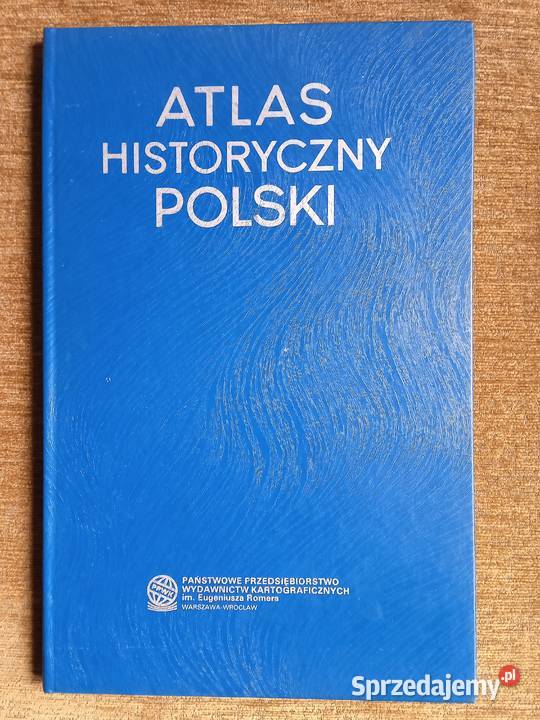 ATLAS
HISTORYCZNY
POLSKI
PPWK
PAŃSTWOWE PRZEDSIĘBIORSTWO
WYDAWNICTW KARTOGRAFICZNYCH
im. Eugeniusza Romera
WARSZAWA-WROCŁAW
Sprzedajemy.pl